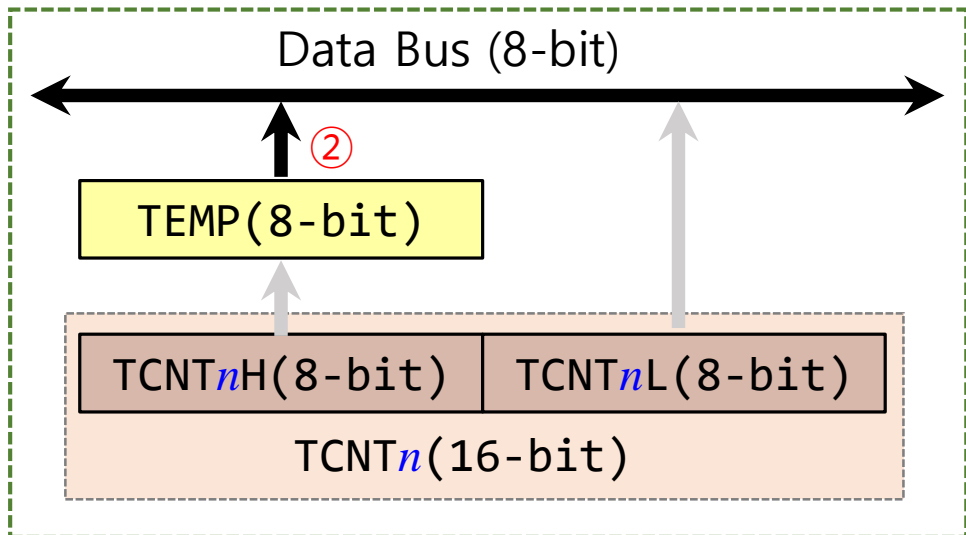 Data Bus (8-bit)
②
TEMP(8-bit)
TCNTnH(8-bit) TCNTnL(8-bit)
TCNTn(16-bit)